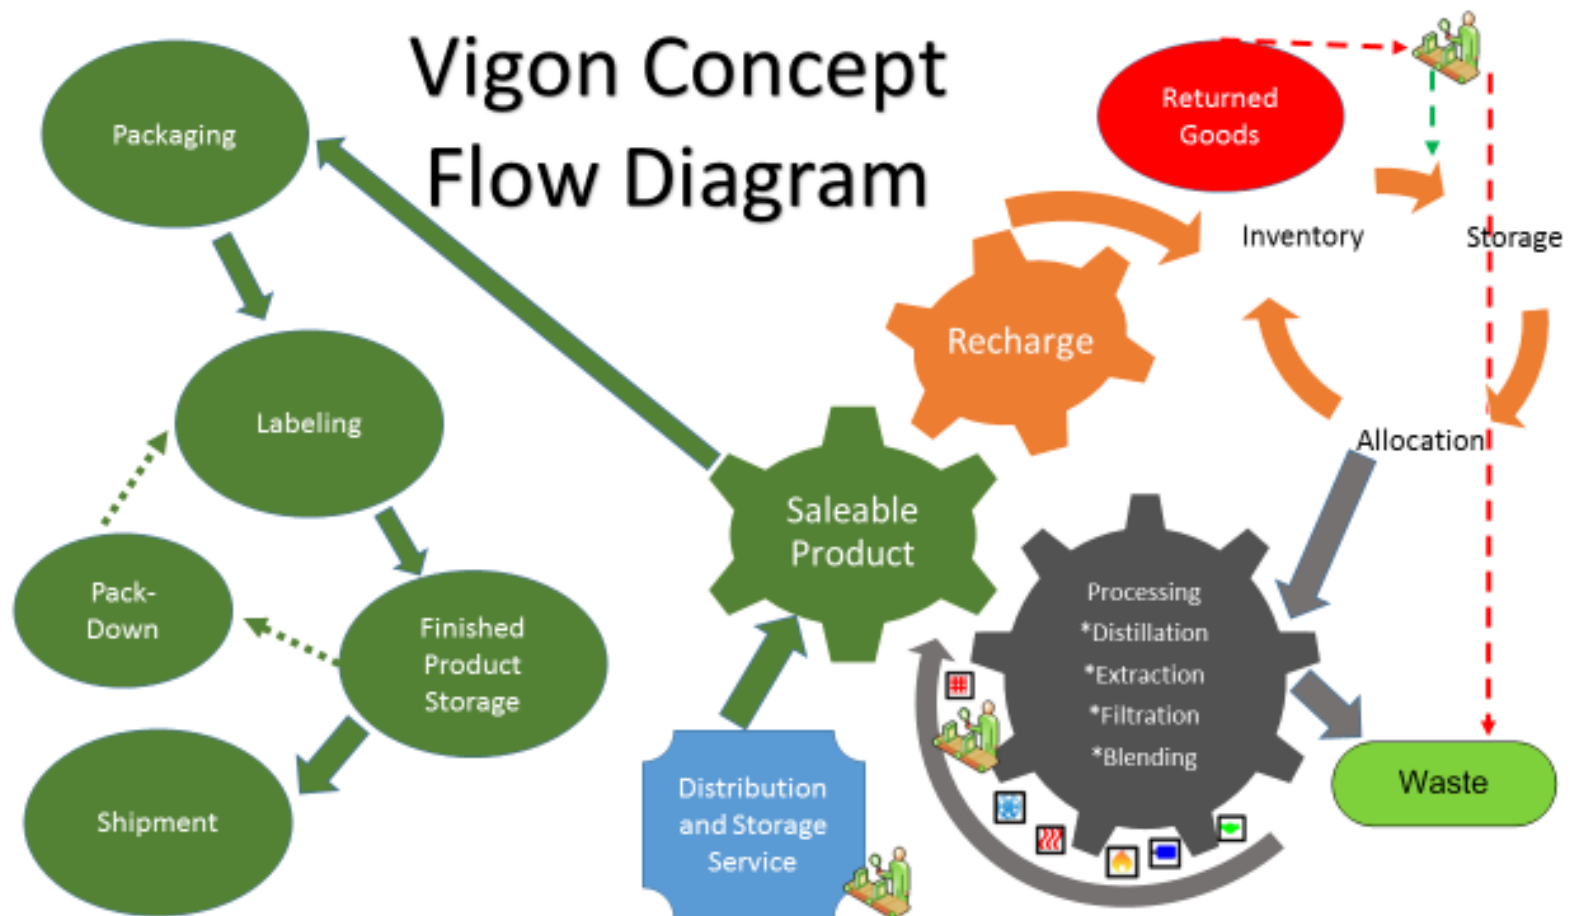 Vigon Concept
Flow Diagram
Packaging
Labeling
Pack-
Down
Finished
Product
Storage
Shipment
Saleable
Product
Distribution
and Storage
Service
Recharge
Returned
Goods
Inventory
Storage
Allocation
Processing
*Distillation
*Extraction
*Filtration
*Blending
Waste